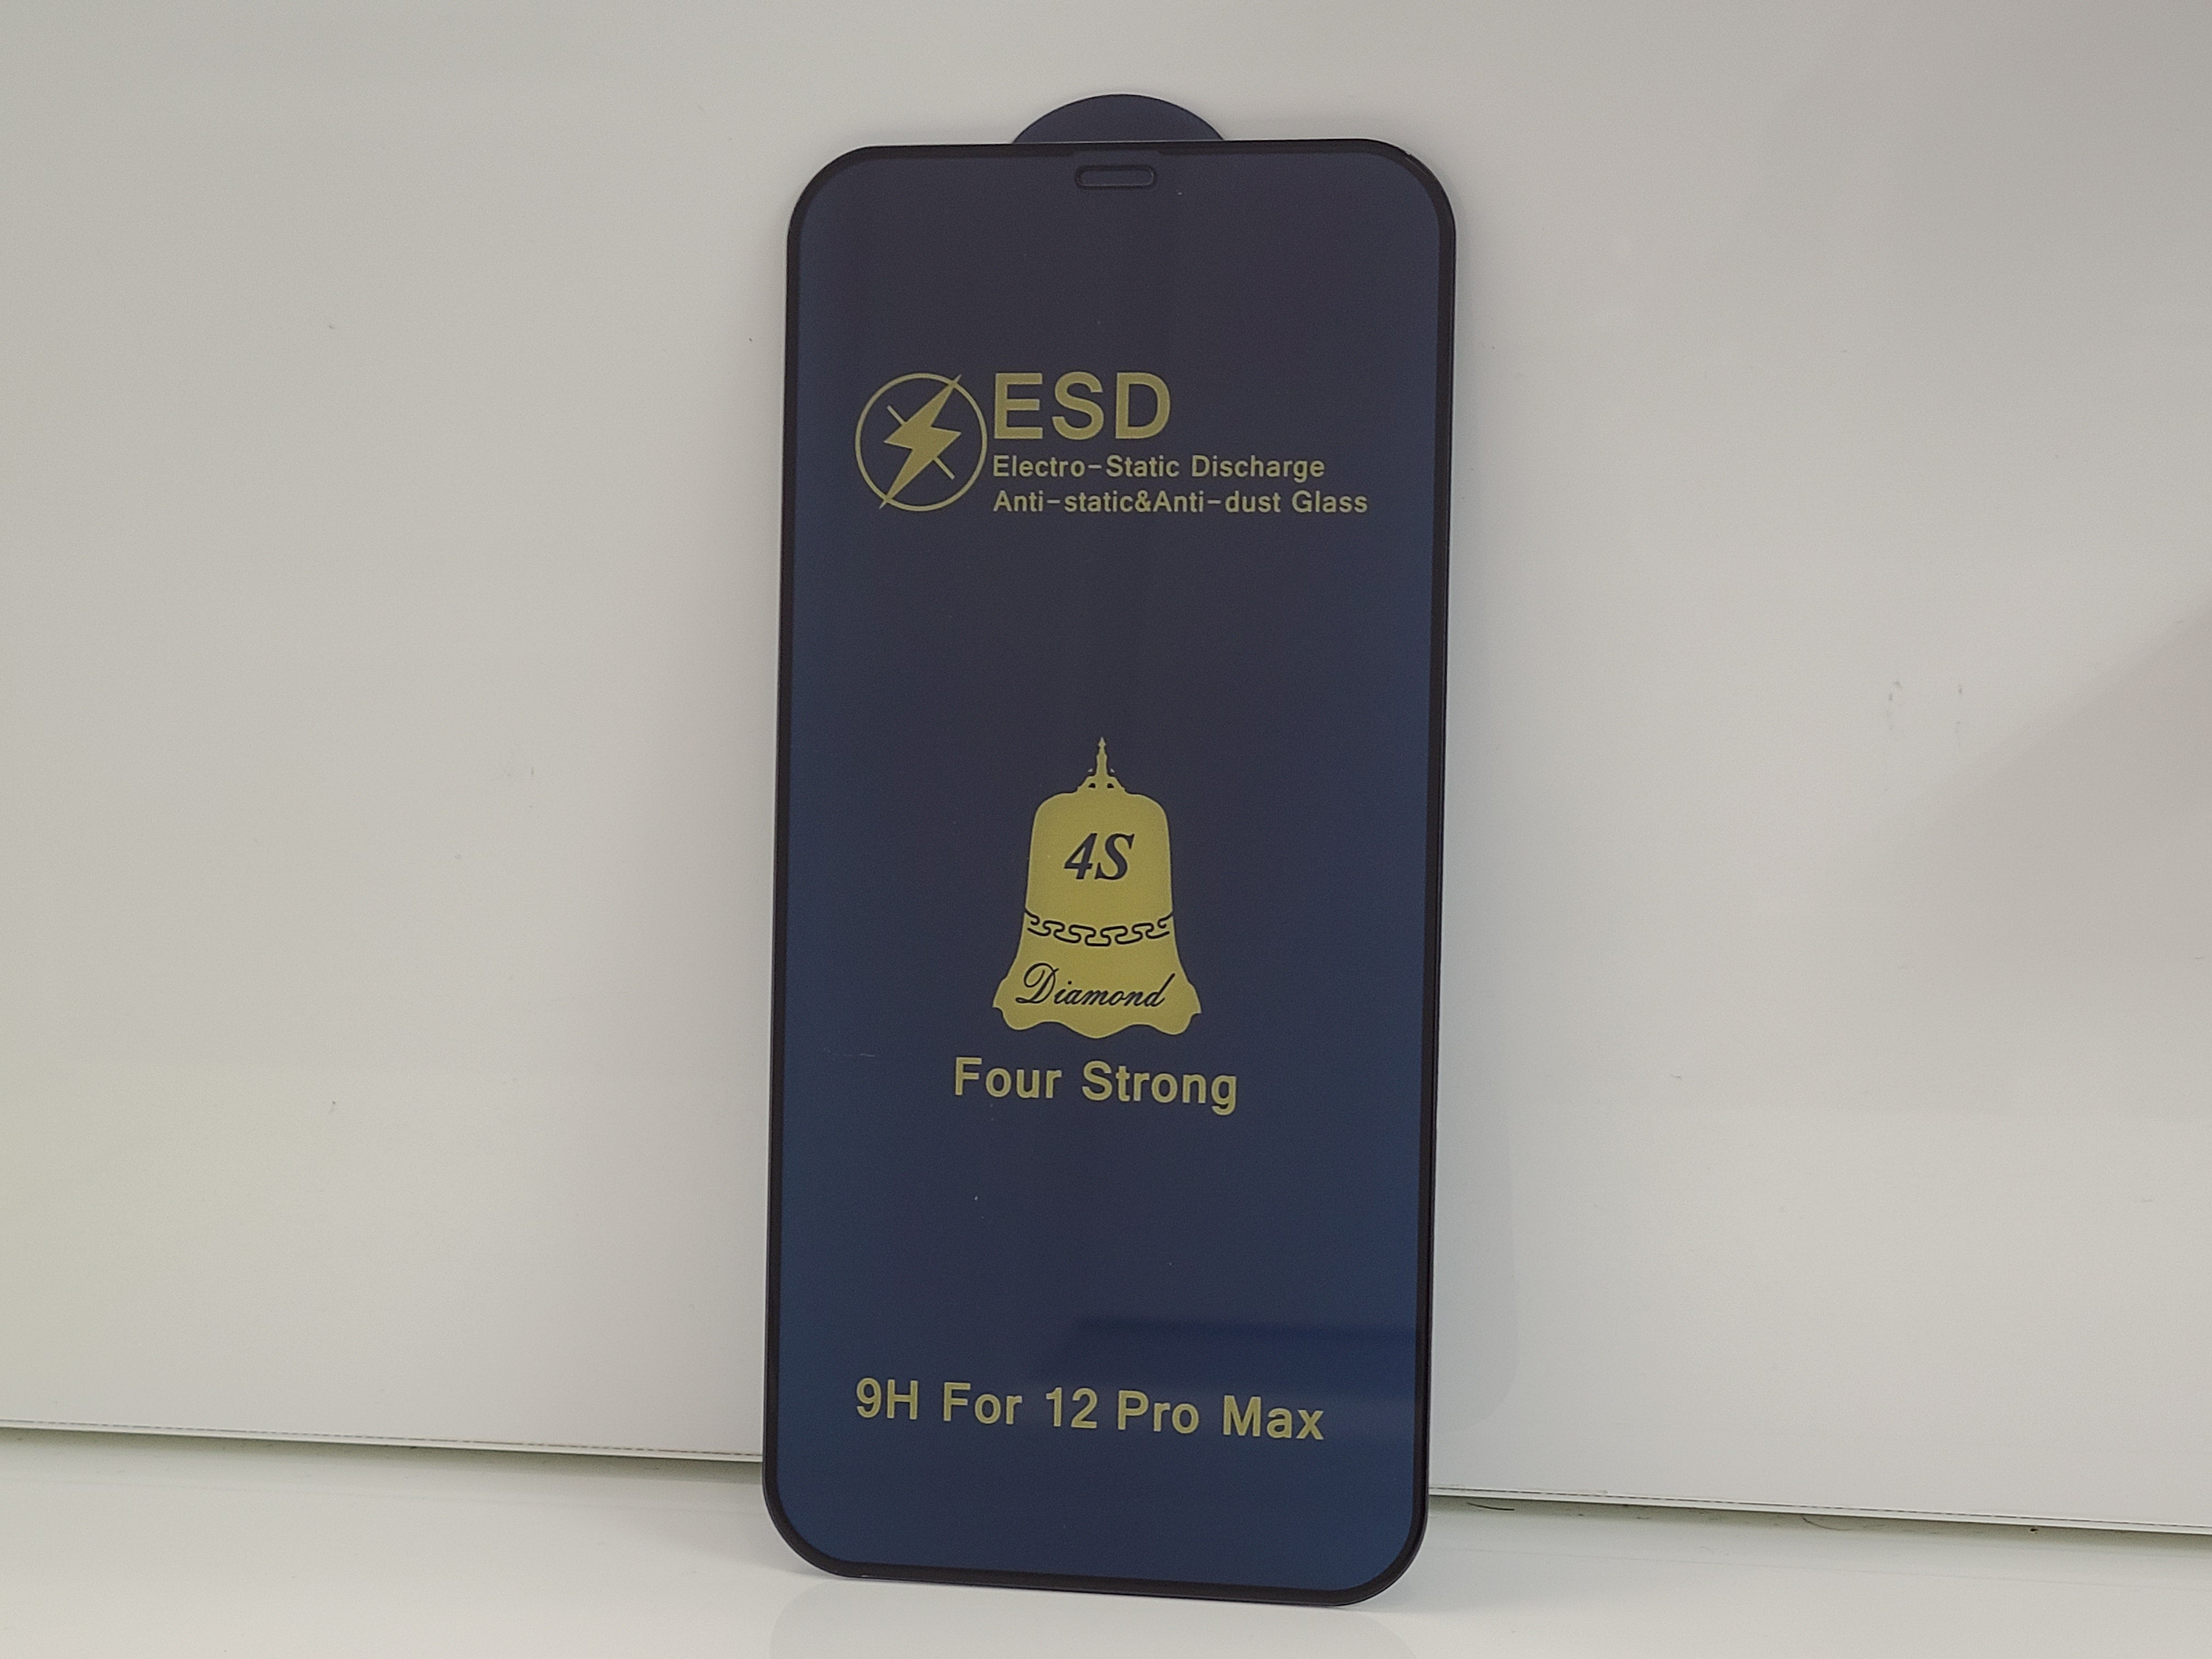 ESD
Electro-Static Discharge
Anti-static&Anti-dust Glass
4S
Diamond
Four Strong
9H For 12 Pro Max